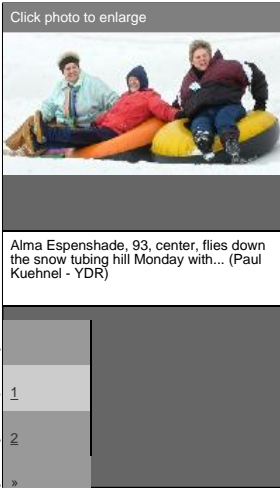 Click photo to enlarge
Alma Espenshade, 93, center, flies down
the snow tubing hill Monday with... (Paul
Kuehnel - YDR)
1
2
»